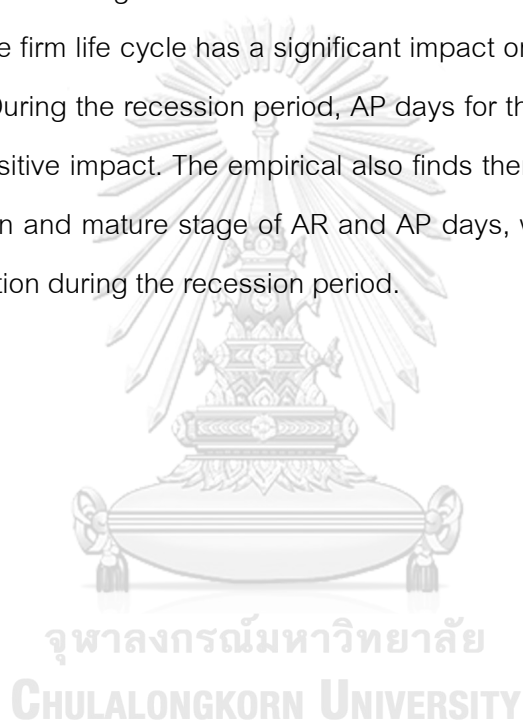 e firm life cycle has a significant impact or
During the recession period, AP days for th
sitive impact. The empirical also finds ther
n and mature stage of AR and AP days, v
tion during the recession period.
จุฬาลงกรณ์มหาวิทยาลัย
CHULALONGKORN UNIVERSITY